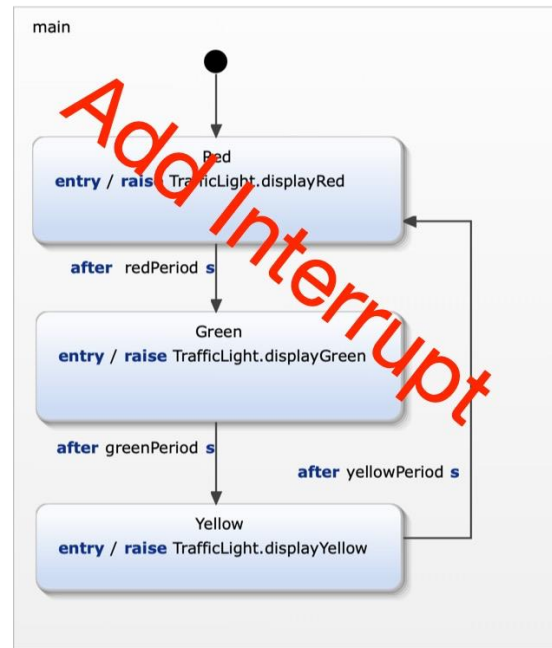 main
Add Interrupt
Red
entry / raise TrafficLight.displayRed
after redPeriod s
Green
entry / raise TrafficLight.displayGreen
after greenPeriod s
after yellowPeriod s
Yellow
entry / raise TrafficLight.displayYellow